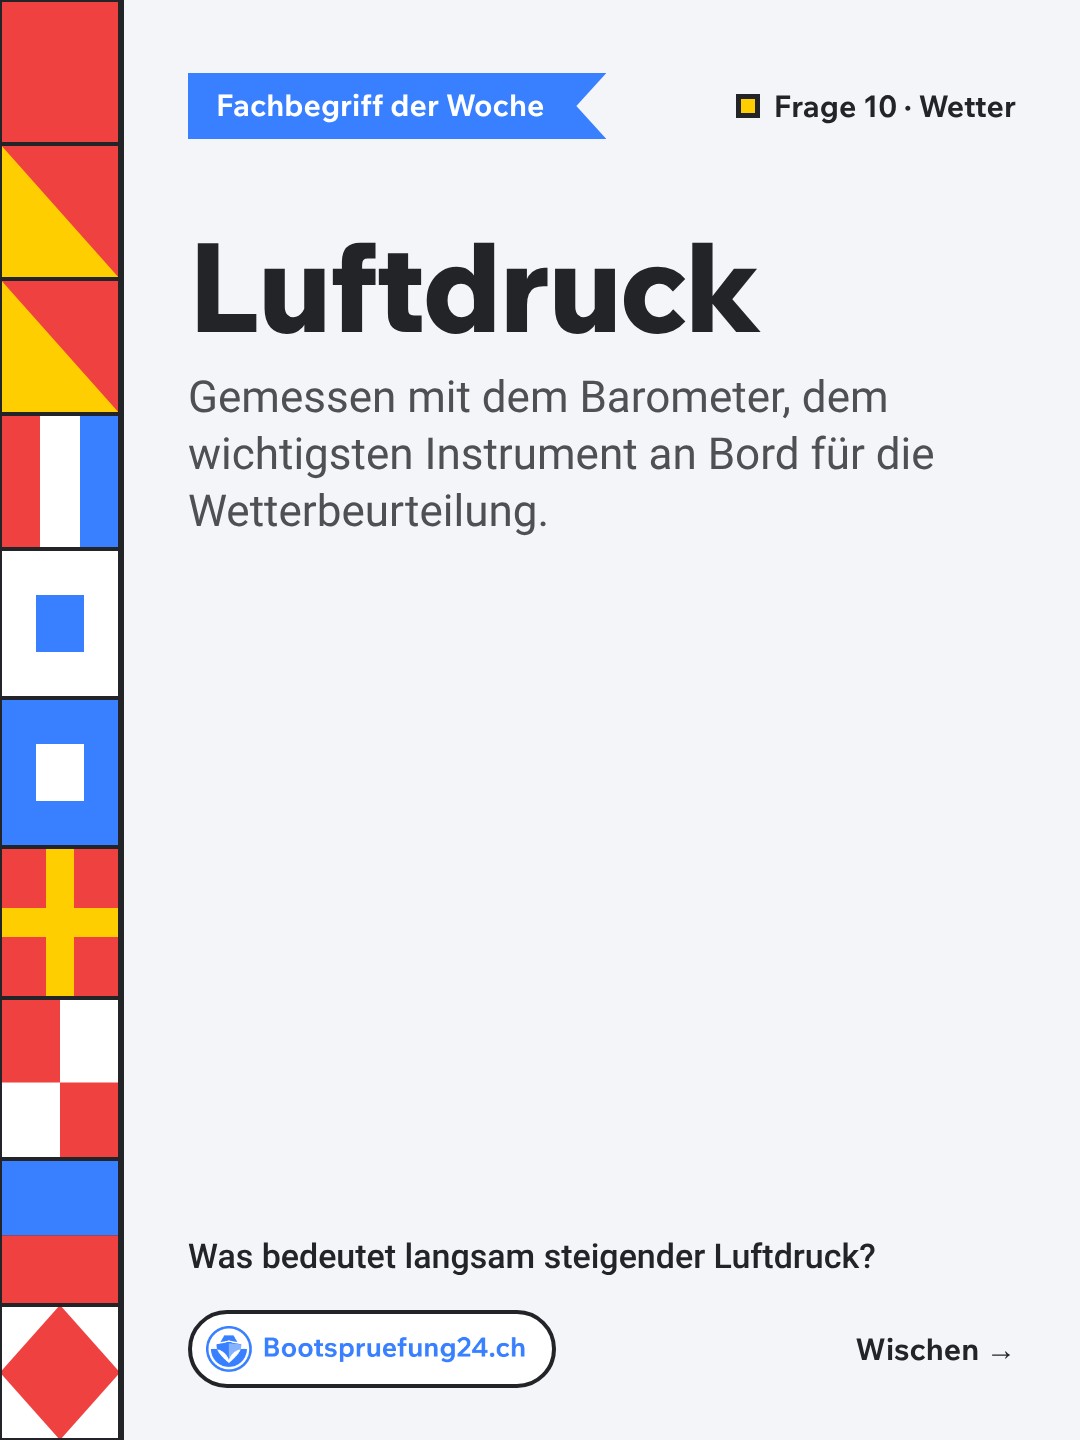 Fachbegriff der Woche
Frage 10 · Wetter
Luftdruck
Gemessen mit dem Barometer, dem
wichtigsten Instrument an Bord für die
Wetterbeurteilung.
Was bedeutet langsam steigender Luftdruck?
Bootspruefung24.ch
Wischen →